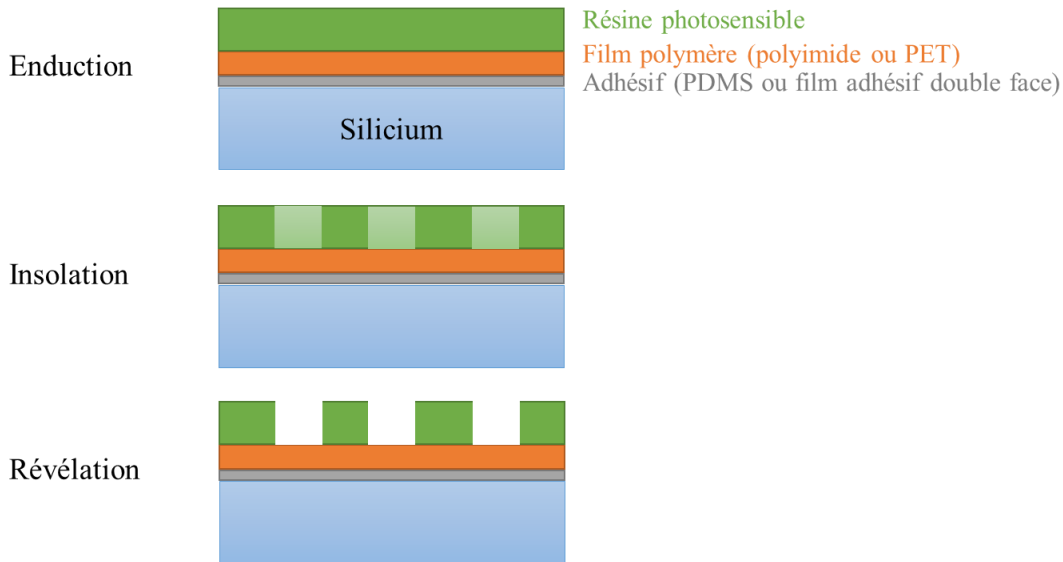 Résine photosensible
Film polymère (polyimide ou PET)
Enduction
Adhésif (PDMS ou film adhésif double face)
Silicium
Insolation
Révélation